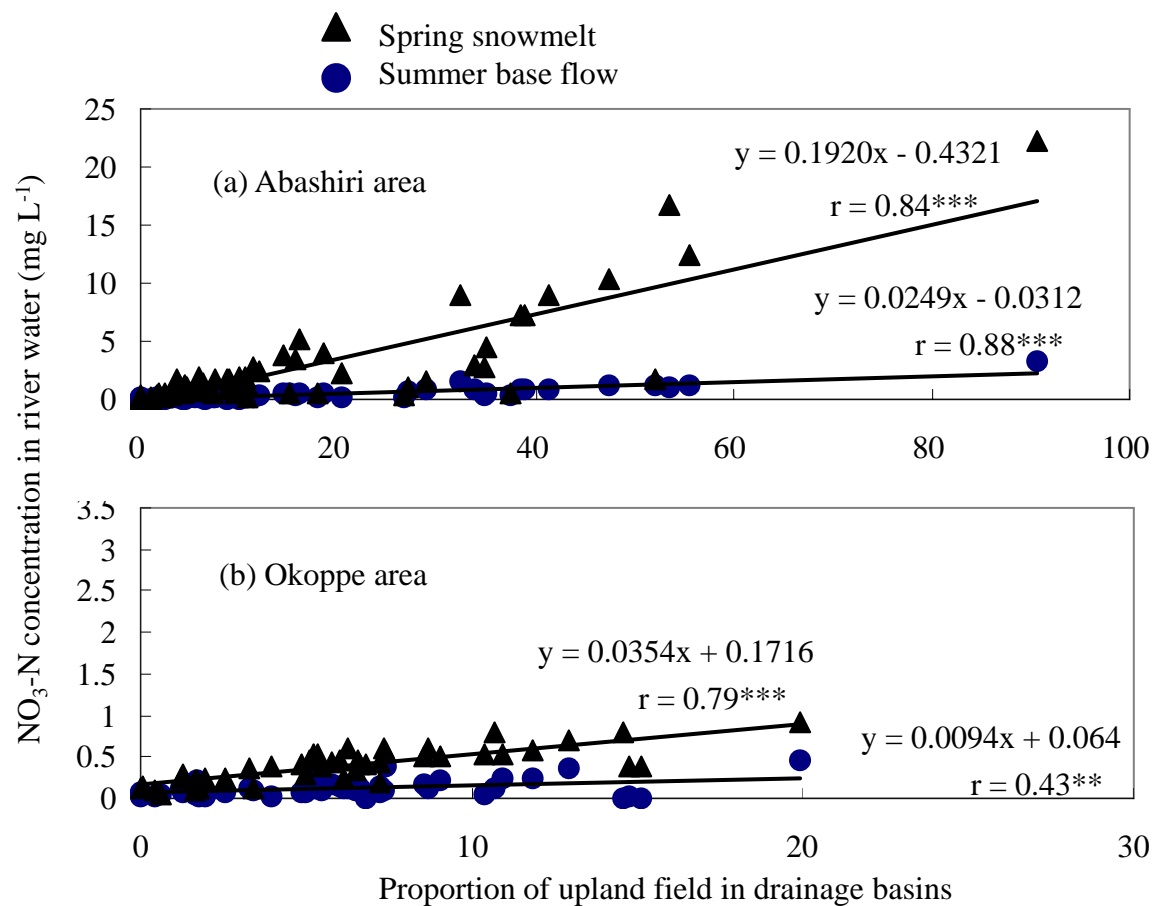 Spring snowmelt
Summer base flow
NO₃-N concentration in river water (mg L⁻¹)
25
20
15
10
5
0
(a) Abashiri area
y = 0.1920x - 0.4321
r = 0.84***
y = 0.0249x - 0.0312
r = 0.88***
0 20 40 60 80 100
3.5
3
2.5
2
1.5
1
0.5
0
(b) Okoppe area
y = 0.0354x + 0.1716
r = 0.79***
y = 0.0094x + 0.064
r = 0.43**
0 10 20 30
Proportion of upland field in drainage basins